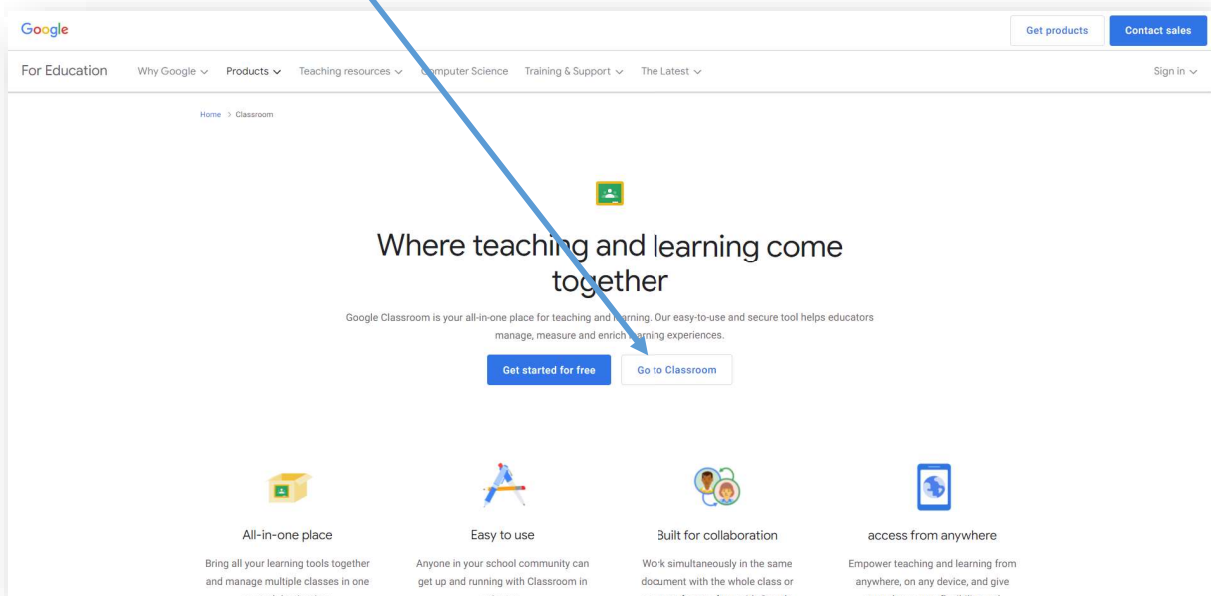 Google
Get products
Contact sales
For Education
Why Google
Products
Teaching resources
Computer Science
Training & Support
The Latest
Sign in
Home > Classroom
Where teaching and learning come
together
Google Classroom is your all-in-one place for teaching and learning. Our easy-to-use and secure tool helps educators
manage, measure and enrich learning experiences.
Get started for free
Go to Classroom
All-in-one place
Bring all your learning tools together
and manage multiple classes in one
Easy to use
Anyone in your school community can
get up and running with Classroom in
Built for collaboration
Work simultaneously in the same
document with the whole class or
access from anywhere
Empower teaching and learning from
anywhere, on any device, and give